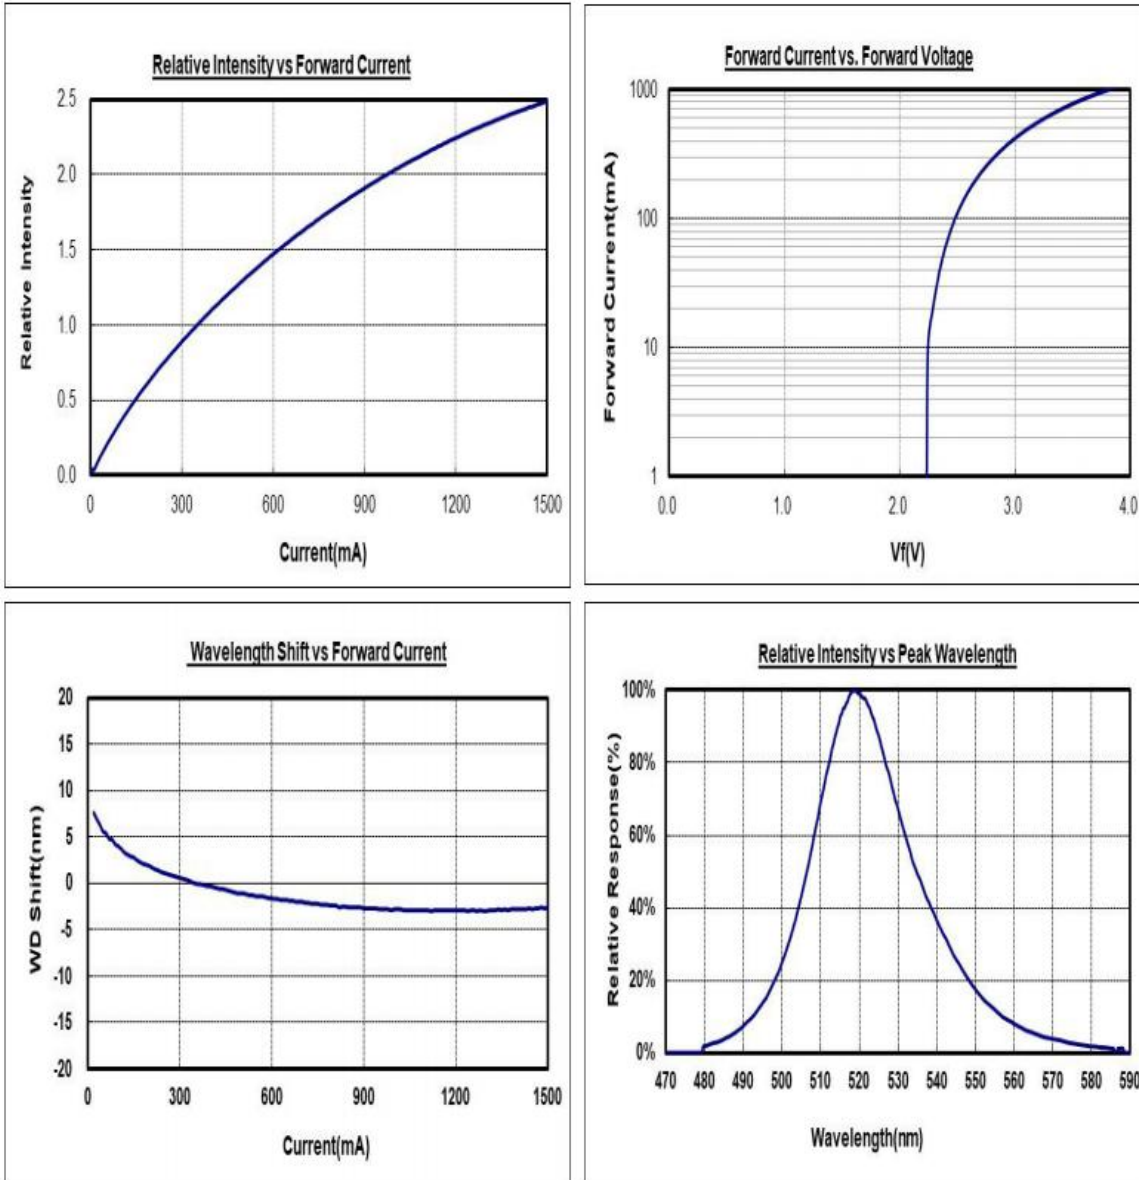 Relative Intensity vs Forward Current
Relative Intensity
2.5
2.0
1.5
1.0
0.5
0.0
0 300 600 900 1200 1500
Current(mA)
Forward Current vs. Forward Voltage
Forward Current(mA)
1000
100
10
1
0.0 1.0 2.0 3.0 4.0
Vf(V)
Wavelength Shift vs Forward Current
WD Shift(nm)
20
15
10
5
0
-5
-10
-15
-20
0 300 600 900 1200 1500
Current(mA)
Relative Intensity vs Peak Wavelength
Relative Response(%)
100%
80%
60%
40%
20%
0%
470 480 490 500 510 520 530 540 550 560 570 580 590
Wavelength(nm)